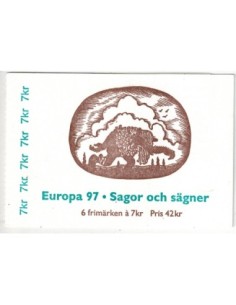 7kr 7kr 7kr 7kr 7kr 7kr
Europa 97 • Sagor och sägner
6 frimärken à 7kr Pris 42kr